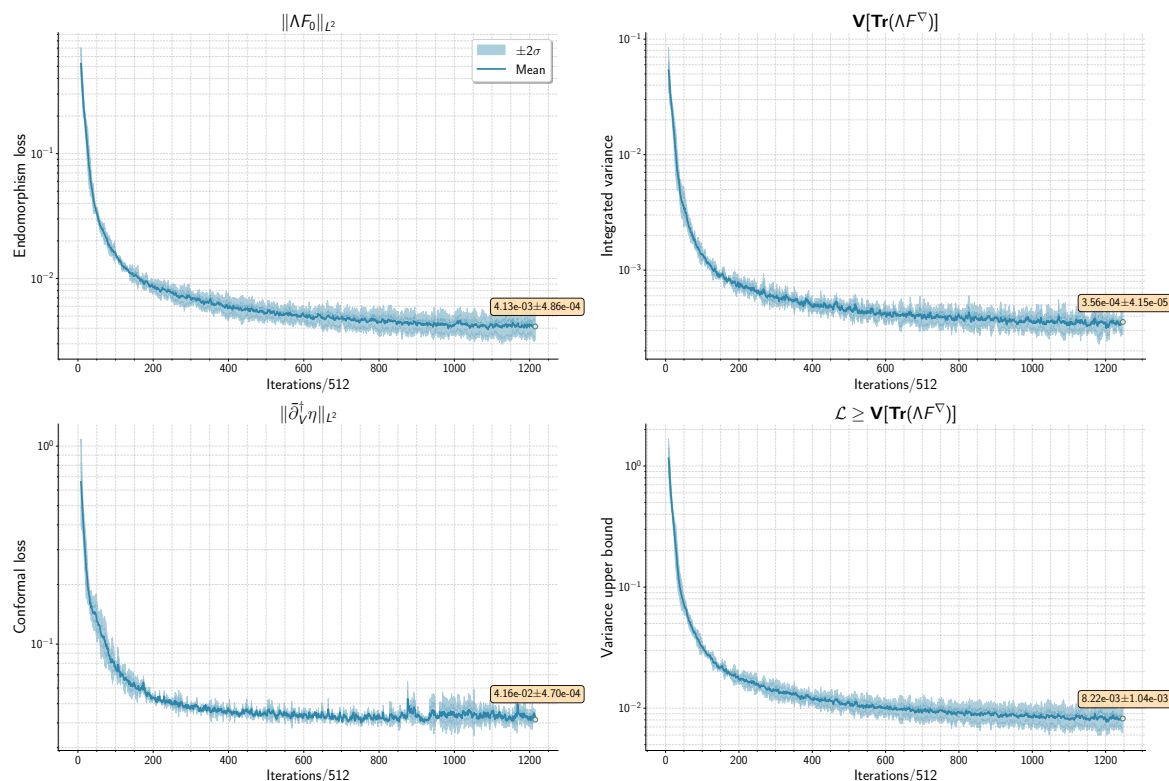 ‖ΛF₀‖_{L²}
10⁻¹
10⁻²
Endomorphism loss
±2σ
Mean
4.13e-03±4.86e-04
0 200 400 600 800 1000 1200
Iterations/512
V[Tr(ΛF^∇)]
10⁻¹
10⁻²
10⁻³
Integrated variance
3.56e-04±4.15e-05
0 200 400 600 800 1000 1200
Iterations/512
‖∂̄_V^†η‖_{L²}
10⁰
10⁻¹
Conformal loss
4.16e-02±4.70e-04
0 200 400 600 800 1000 1200
Iterations/512
ℒ ≥ V[Tr(ΛF^∇)]
10⁰
10⁻¹
10⁻²
Variance upper bound
8.22e-03±1.04e-03
0 200 400 600 800 1000 1200
Iterations/512